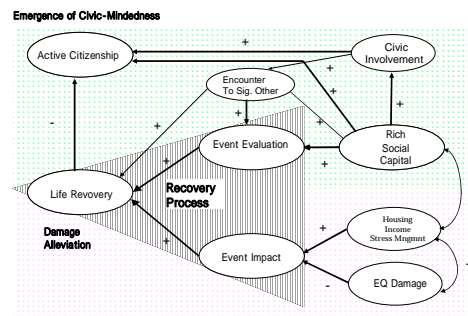 Emergence of Civic-Mindedness
+
Active Citizenship
Civic
Involvement
+
Encounter
To Sig. Other
+
+
-
+
+
+
Event Evaluation
Rich
Social
Capital
+
+
Life Revovery
Recovery
Process
Damage
Alleviation
+
Housing
Income
Stress Mngmnt
+
Event Impact
-
EQ Damage
-